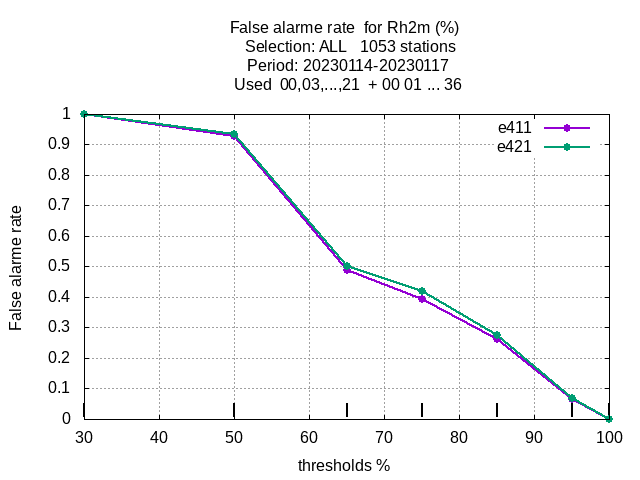 False alarme rate  for Rh2m (%)
Selection: ALL   1053 stations
Period: 20230114-20230117
Used  00,03,...,21  + 00 01 ... 36
e411
e421
1
0.9
0.8
0.7
0.6
0.5
0.4
0.3
0.2
0.1
0
False alarme rate
30 40 50 60 70 80 90 100
thresholds %